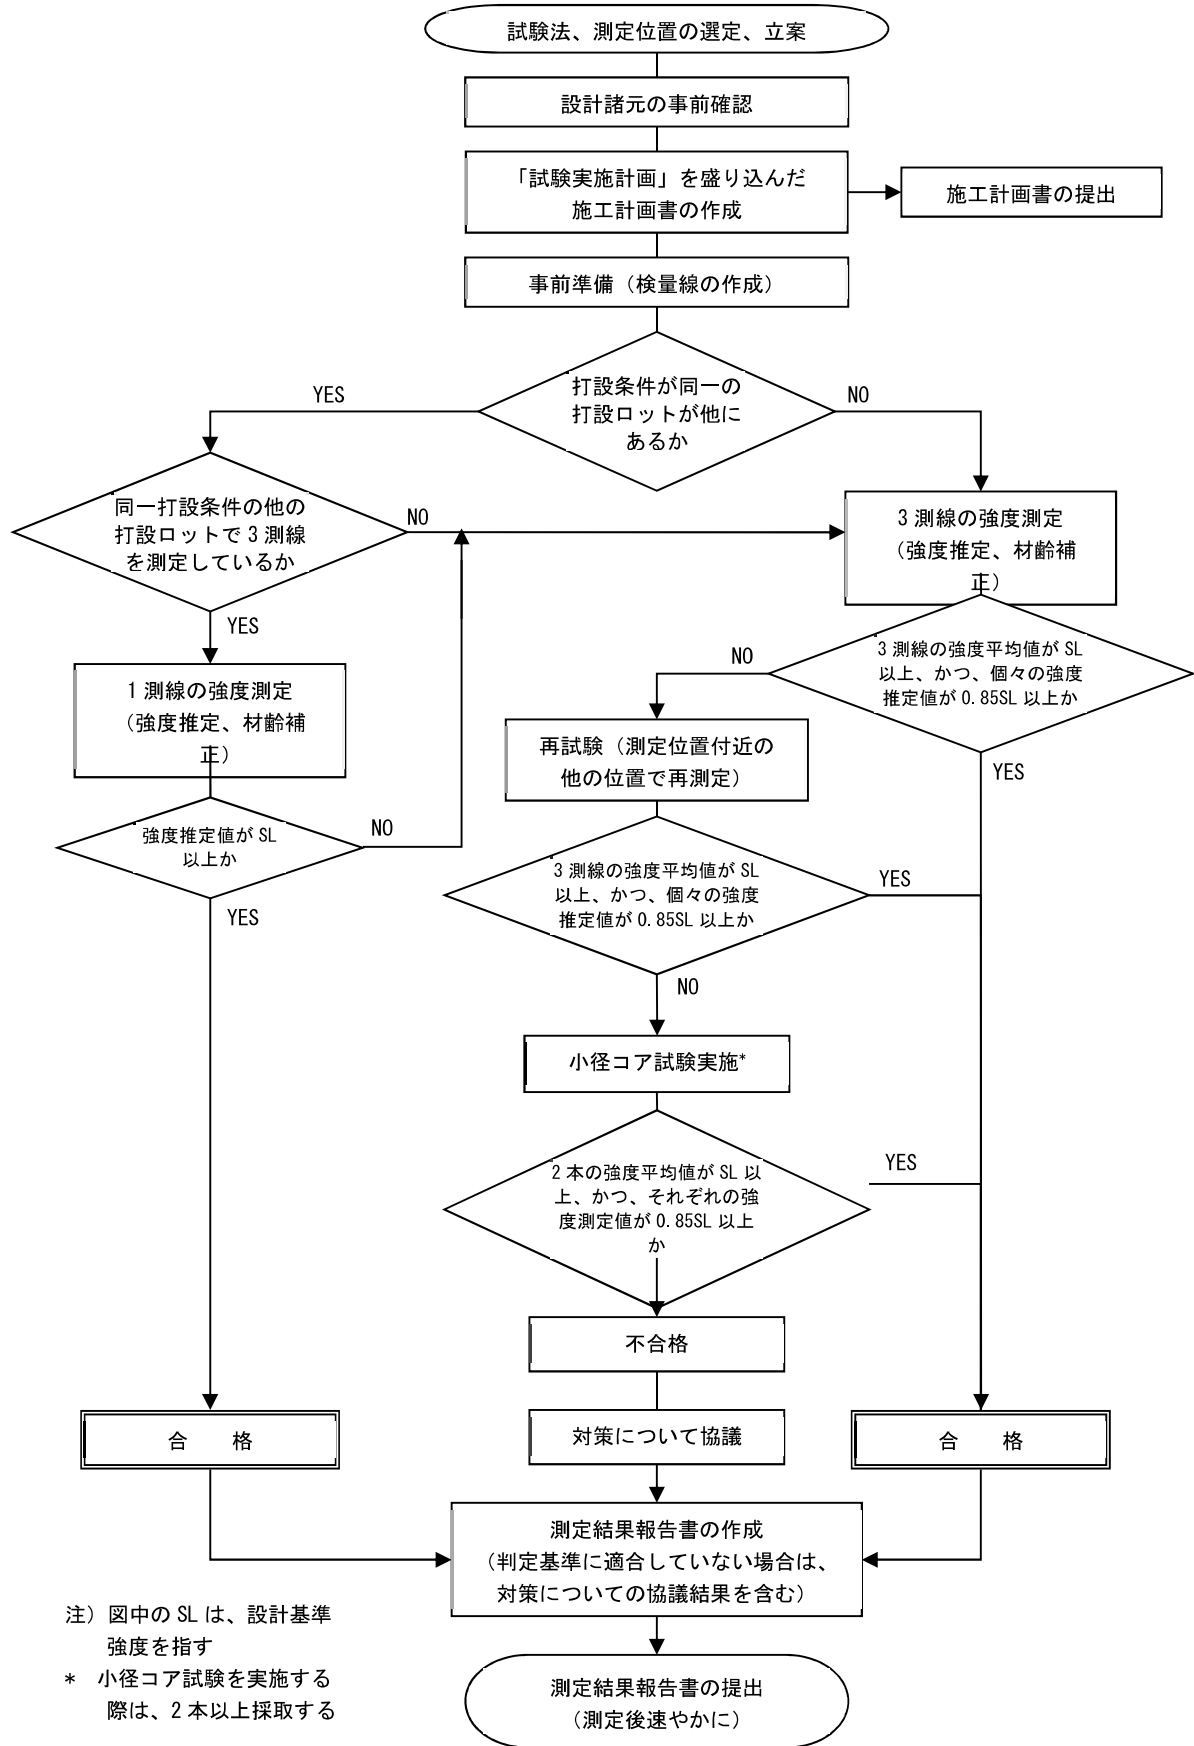 試験法、測定位置の選定、立案
設計諸元の事前確認
「試験実施計画」を盛り込んだ
施工計画書の作成
施工計画書の提出
事前準備（検量線の作成）
打設条件が同一の
打設ロットが他に
あるか
YES
NO
同一打設条件の他の
打設ロットで3測線
を測定しているか
NO
YES
3測線の強度測定
（強度推定、材齢補
正）
3測線の強度平均値がSL
以上、かつ、個々の強度
推定値が0.85SL以上か
NO
YES
1測線の強度測定
（強度推定、材齢補
正）
再試験（測定位置付近の
他の位置で再測定）
強度推定値がSL
以上か
NO
YES
3測線の強度平均値がSL
以上、かつ、個々の強度
推定値が0.85SL以上か
YES
NO
小径コア試験実施*
2本の強度平均値がSL以
上、かつ、それぞれの強
度測定値が0.85SL以上
か
YES
不合格
対策について協議
合　　格
合　　格
測定結果報告書の作成
（判定基準に適合していない場合は、
対策についての協議結果を含む）
測定結果報告書の提出
（測定後速やかに）
注）図中のSLは、設計基準
強度を指す
*　小径コア試験を実施する
際は、2本以上採取する